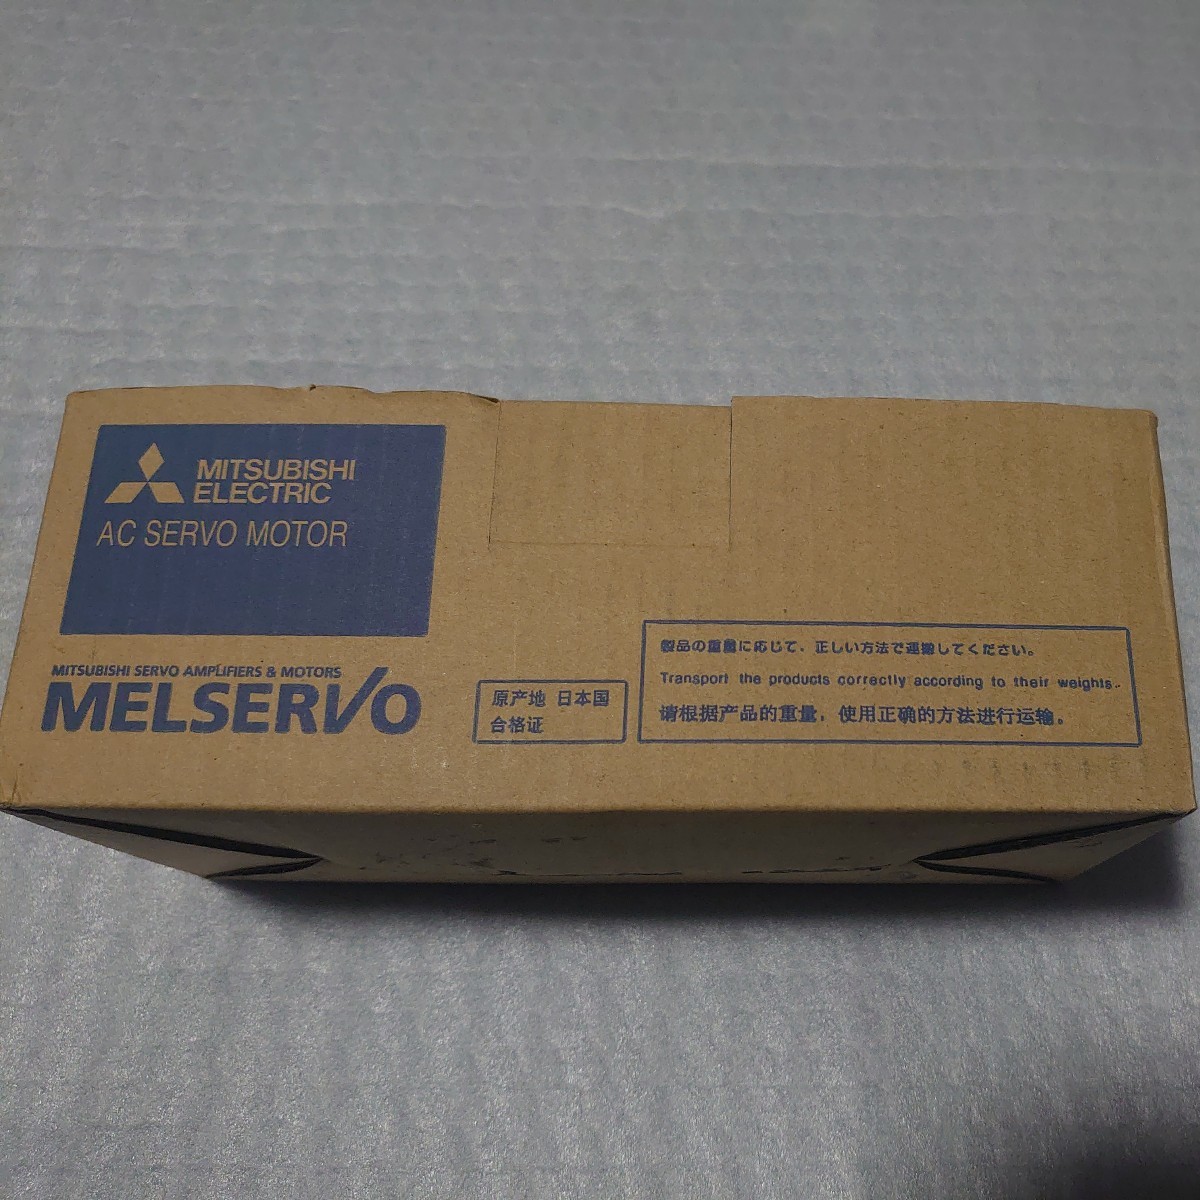 MITSUBISHI
ELECTRIC
AC SERVO MOTOR
MITSUBISHI SERVO AMPLIFIERS & MOTORS
MELSERVO
原产地 日本国
合格证
製品の重量に応じて、正しい方法で運搬してください。
Transport the products correctly according to their weights.
请根据产品的重量，使用正确的方法进行运输。